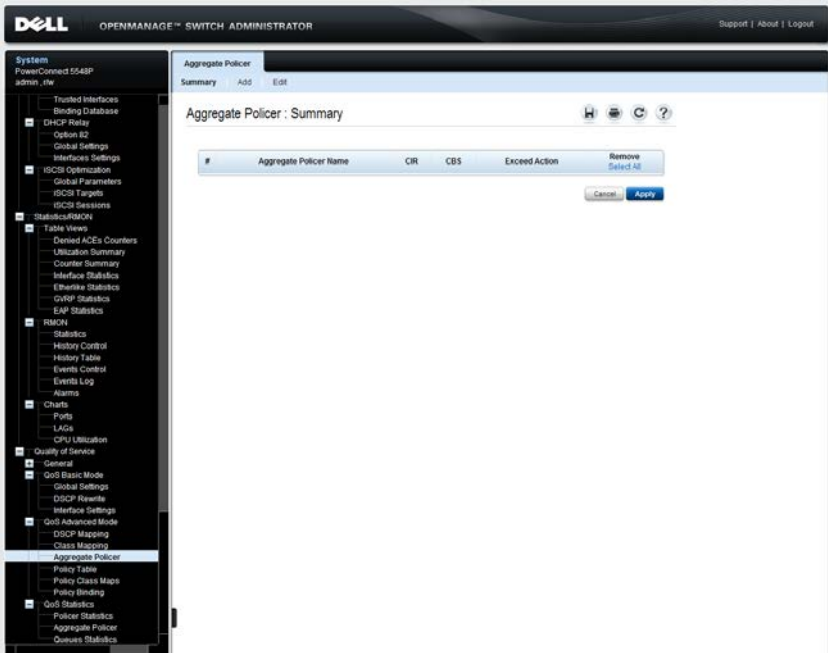 DELL OPENMANAGE™ SWITCH ADMINISTRATOR
Support | About | Logout
System
PowerConnect 5548P
admin , r/w
Trusted Interfaces
Binding Database
DHCP Relay
Option 82
Global Settings
Interfaces Settings
iSCSI Optimization
Global Parameters
iSCSI Targets
iSCSI Sessions
Statistics/RMON
Table Views
Denied ACEs Counters
Utilization Summary
Counter Summary
Interface Statistics
Etherlike Statistics
GVRP Statistics
EAP Statistics
RMON
Statistics
History Control
History Table
Events Control
Events Log
Alarms
Charts
Ports
LAGs
CPU Utilization
Quality of Service
General
QoS Basic Mode
Global Settings
DSCP Rewrite
Interface Settings
QoS Advanced Mode
DSCP Mapping
Class Mapping
Aggregate Policer
Policy Table
Policy Class Maps
Policy Binding
QoS Statistics
Policer Statistics
Aggregate Policer
Queues Statistics
Aggregate Policer
Summary Add Edit
Aggregate Policer : Summary
# Aggregate Policer Name CIR CBS Exceed Action Remove
Select All
Cancel Apply